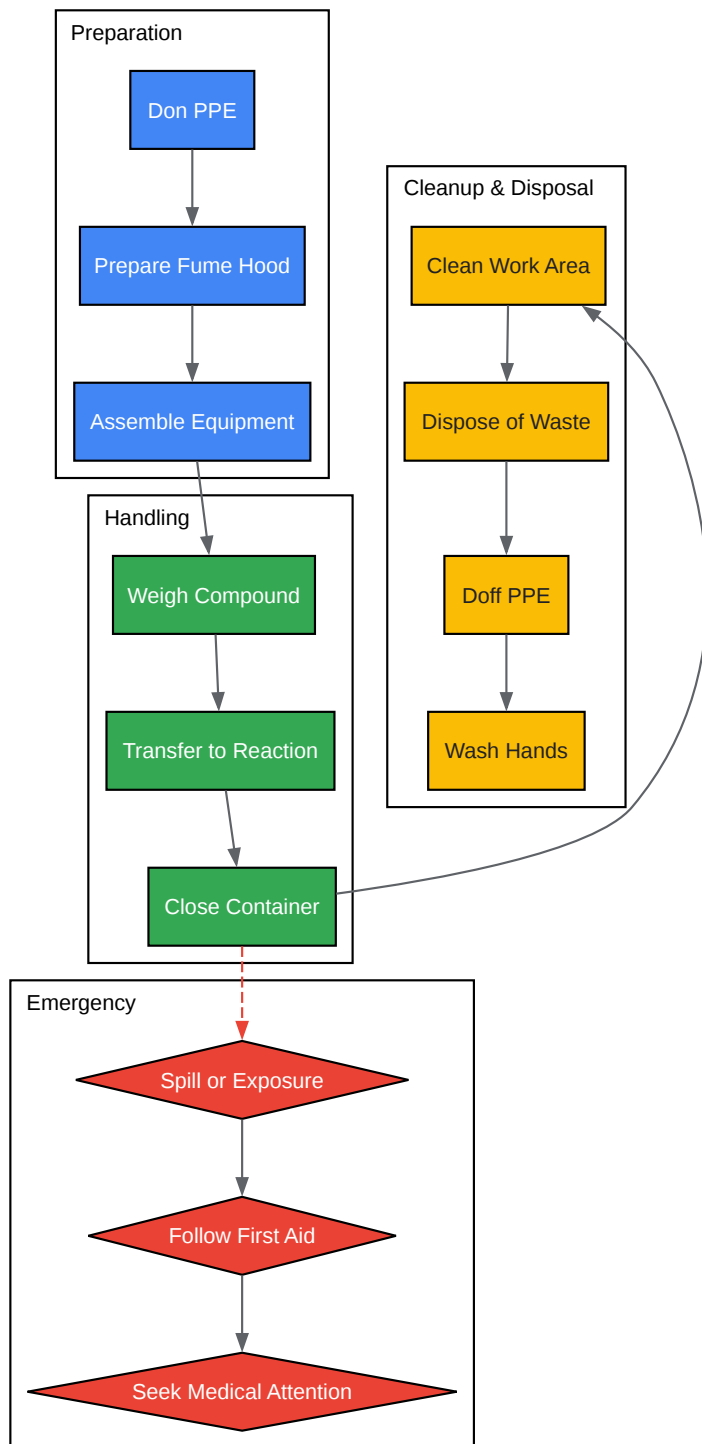 Preparation
Don PPE
Prepare Fume Hood
Assemble Equipment
Handling
Weigh Compound
Transfer to Reaction
Close Container
Cleanup & Disposal
Clean Work Area
Dispose of Waste
Doff PPE
Wash Hands
Emergency
Spill or Exposure
Follow First Aid
Seek Medical Attention